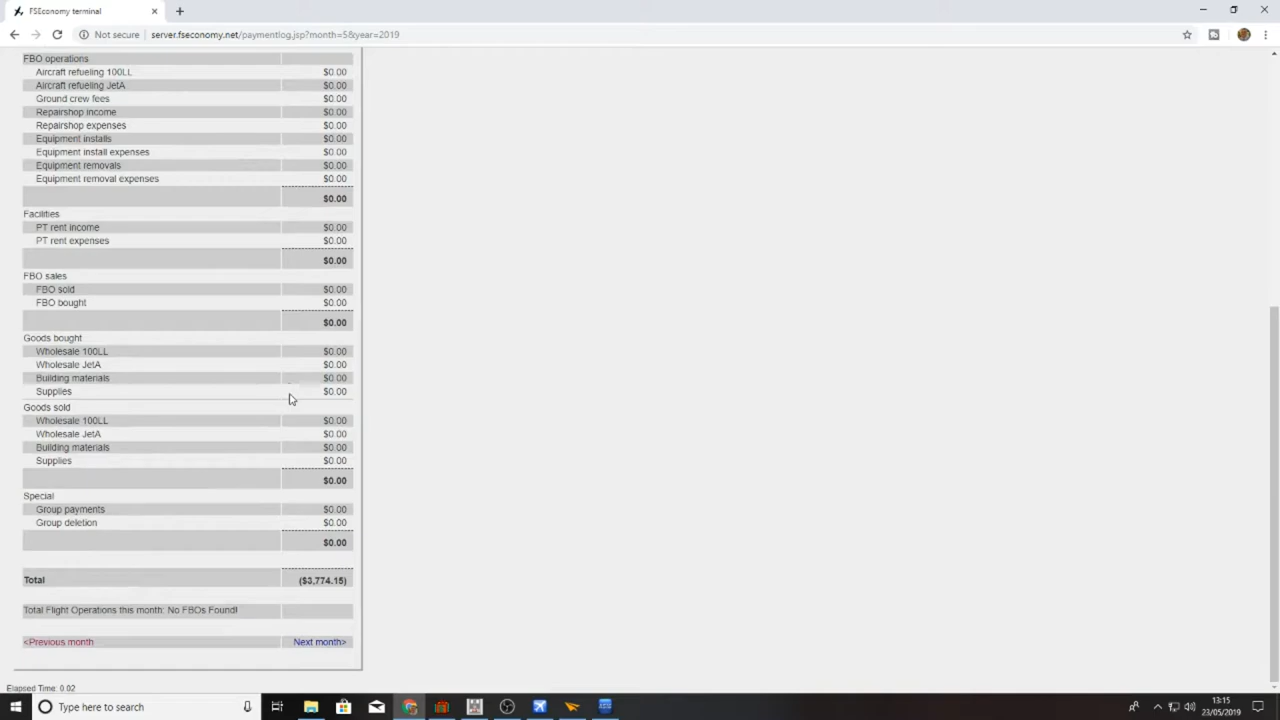 FSEconomy terminal
Not secure server.fseconomy.net/paymentlog.jsp?month=5&year=2019
FBO operations
Aircraft refueling 100LL $0.00
Aircraft refueling JetA $0.00
Ground crew fees $0.00
Repairshop income $0.00
Repairshop expenses $0.00
Equipment installs $0.00
Equipment install expenses $0.00
Equipment removals $0.00
Equipment removal expenses $0.00
$0.00
Facilities
PT rent income $0.00
PT rent expenses $0.00
$0.00
FBO sales
FBO sold $0.00
FBO bought $0.00
$0.00
Goods bought
Wholesale 100LL $0.00
Wholesale JetA $0.00
Building materials $0.00
Supplies $0.00
Goods sold
Wholesale 100LL $0.00
Wholesale JetA $0.00
Building materials $0.00
Supplies $0.00
$0.00
Special
Group payments $0.00
Group deletion $0.00
$0.00
Total ($3,774.15)
Total Flight Operations this month: No FBOs Found!
<Previous month Next month>
Elapsed Time: 0.02
Type here to search
13:15
23/05/2019